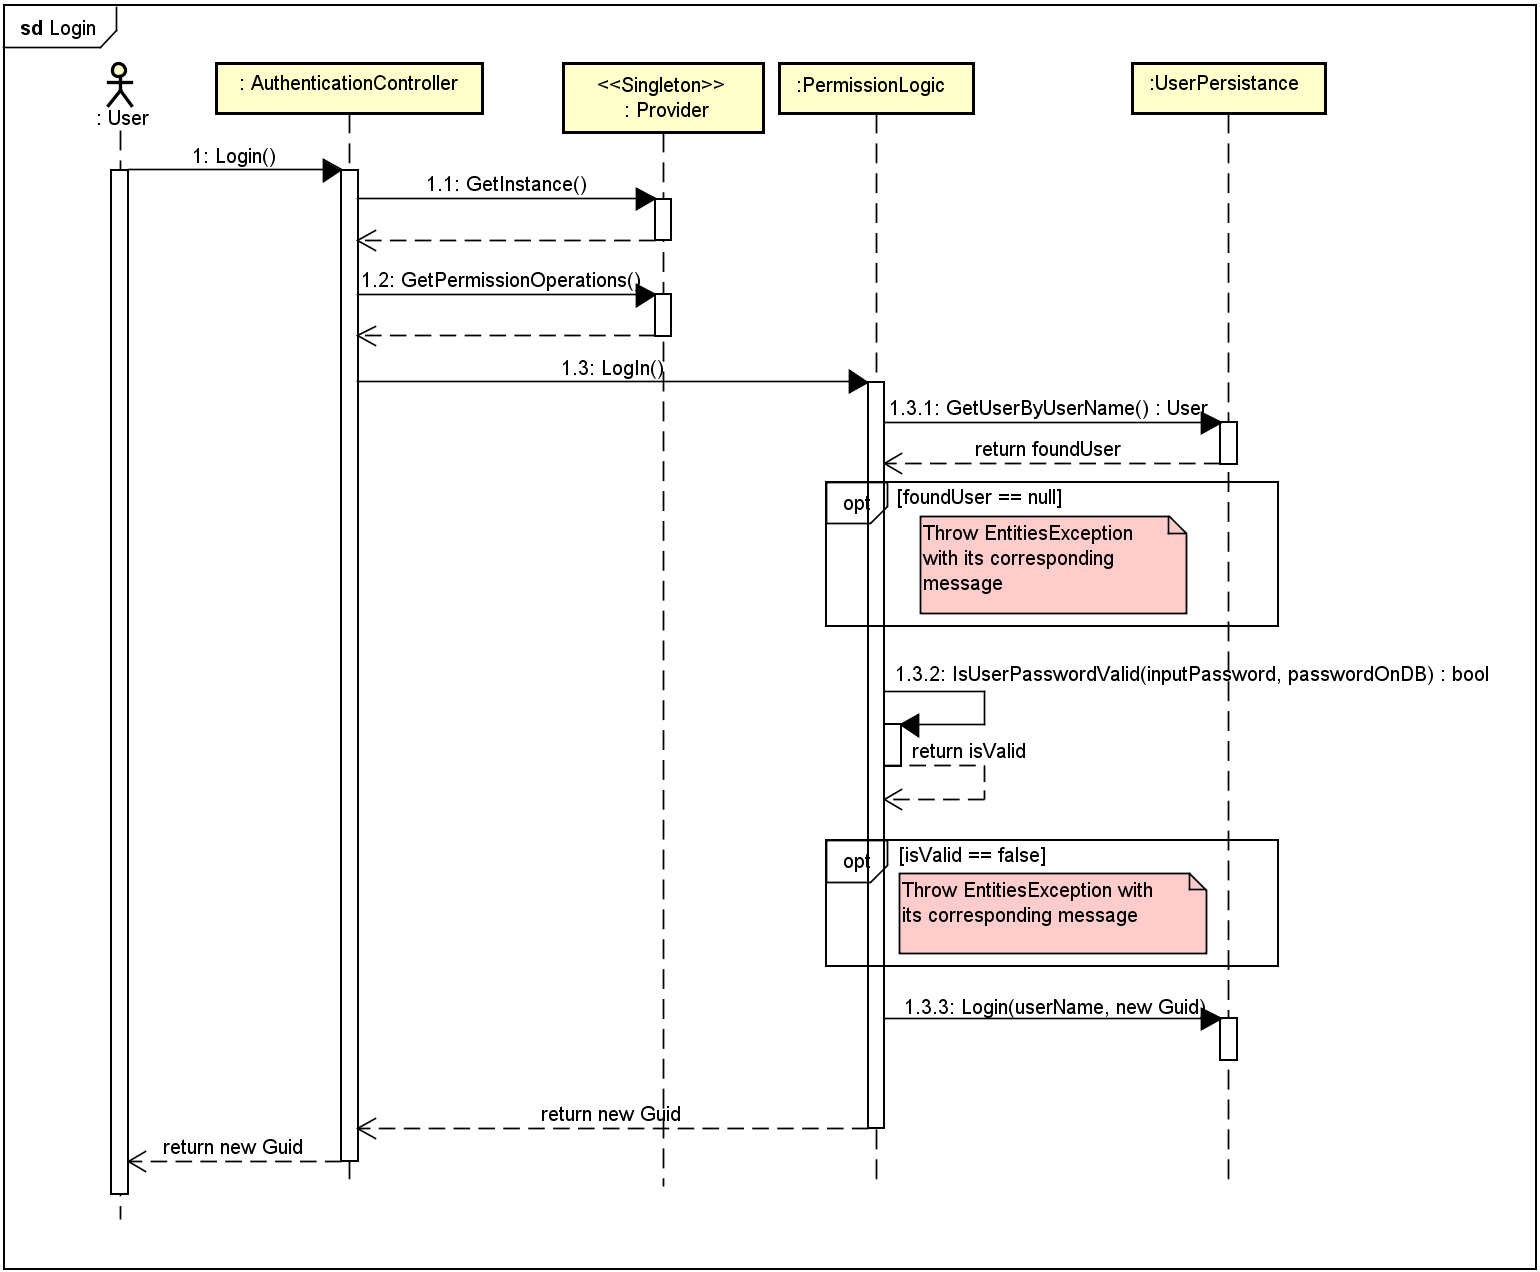 sd Login
: User
: AuthenticationController
<<Singleton>>
: Provider
:PermissionLogic
:UserPersistance
1: Login()
1.1: GetInstance()
1.2: GetPermissionOperations()
1.3: LogIn()
1.3.1: GetUserByUserName() : User
return foundUser
opt
[foundUser == null]
Throw EntitiesException
with its corresponding
message
1.3.2: IsUserPasswordValid(inputPassword, passwordOnDB) : bool
return isValid
opt
[isValid == false]
Throw EntitiesException with
its corresponding message
1.3.3: Login(userName, new Guid)
return new Guid
return new Guid